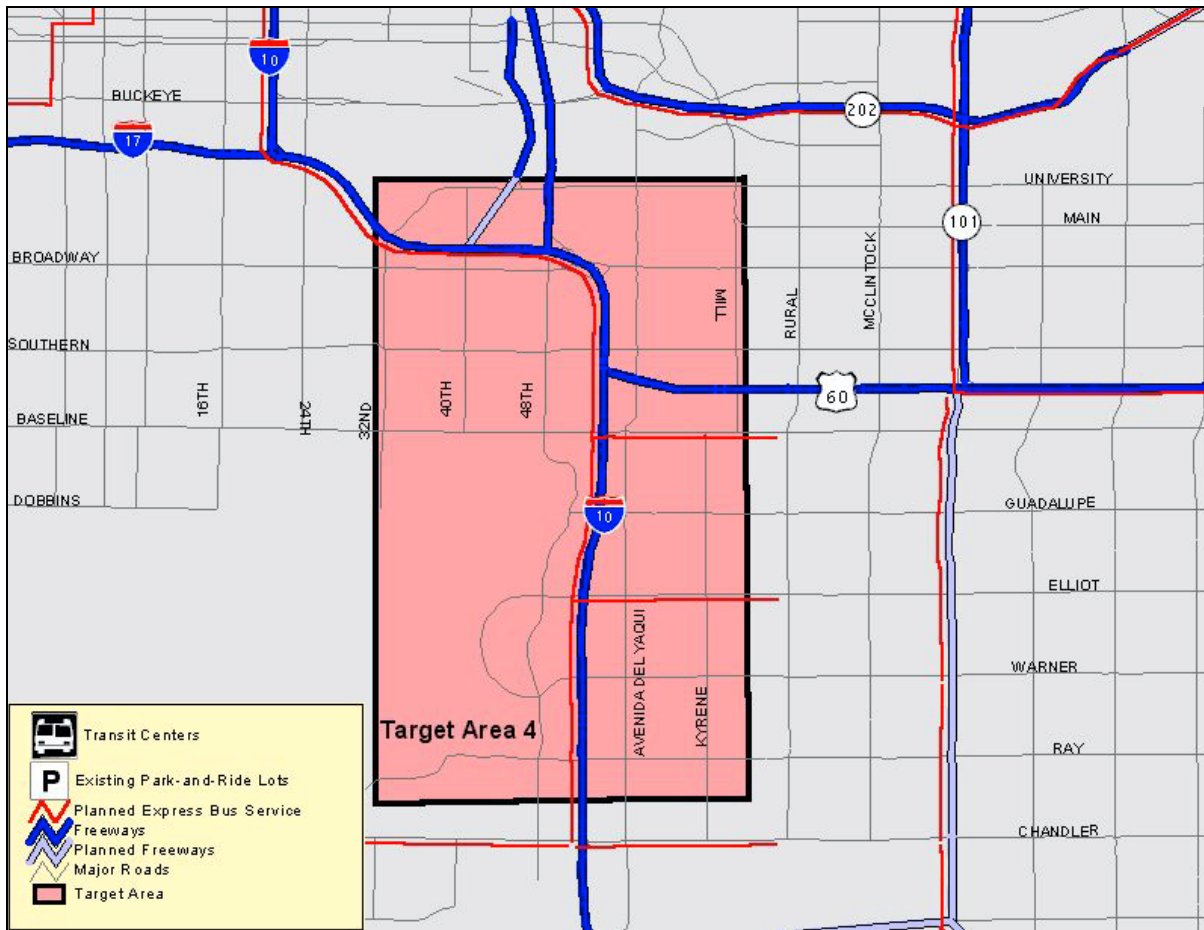 10
BUCKEYE
17
202
UNIVERSITY
101
MAIN
BROADWAY
MCCLINTOCK
MILL
RURAL
SOUTHERN
60
19TH
24TH
32ND
40TH
48TH
BASELINE
DOBBINS
10
GUADALUPE
ELLIOT
AVENIDA DEL YAQUI
KYRENE
WARNER
Target Area 4
RAY
CHANDLER
Transit Centers
P
Existing Park-and-Ride Lots
Planned Express Bus Service
Freeways
Planned Freeways
Major Roads
Target Area